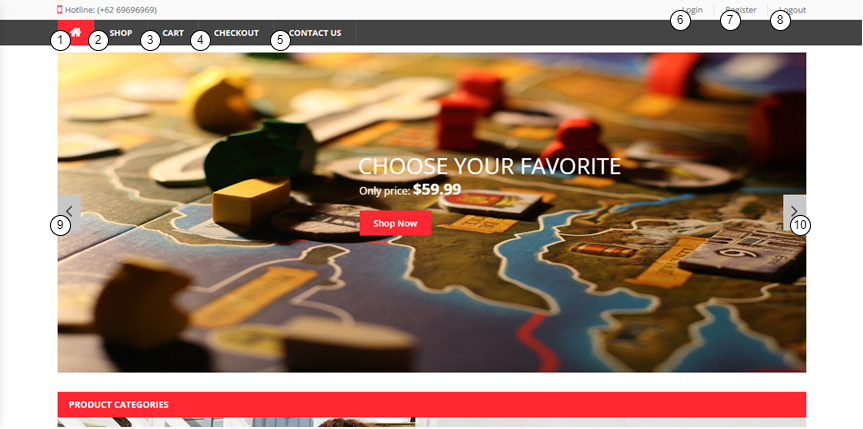 Hotline: (+62 69696969)
6 Login 7 Register 8 Logout
1 2 SHOP 3 CART 4 CHECKOUT 5 CONTACT US
CHOOSE YOUR FAVORITE
Only price: $59.99
Shop Now
9 10
PRODUCT CATEGORIES